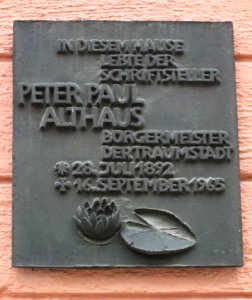 IN DIESEM HAUSE
LEBTE DER
SCHRIFTSTELLER
PETER PAUL
ALTHAUS
BÜRGERMEISTER
DER TRAUMSTADT
* 28. JULI 1892
✝ 16. SEPTEMBER 1965